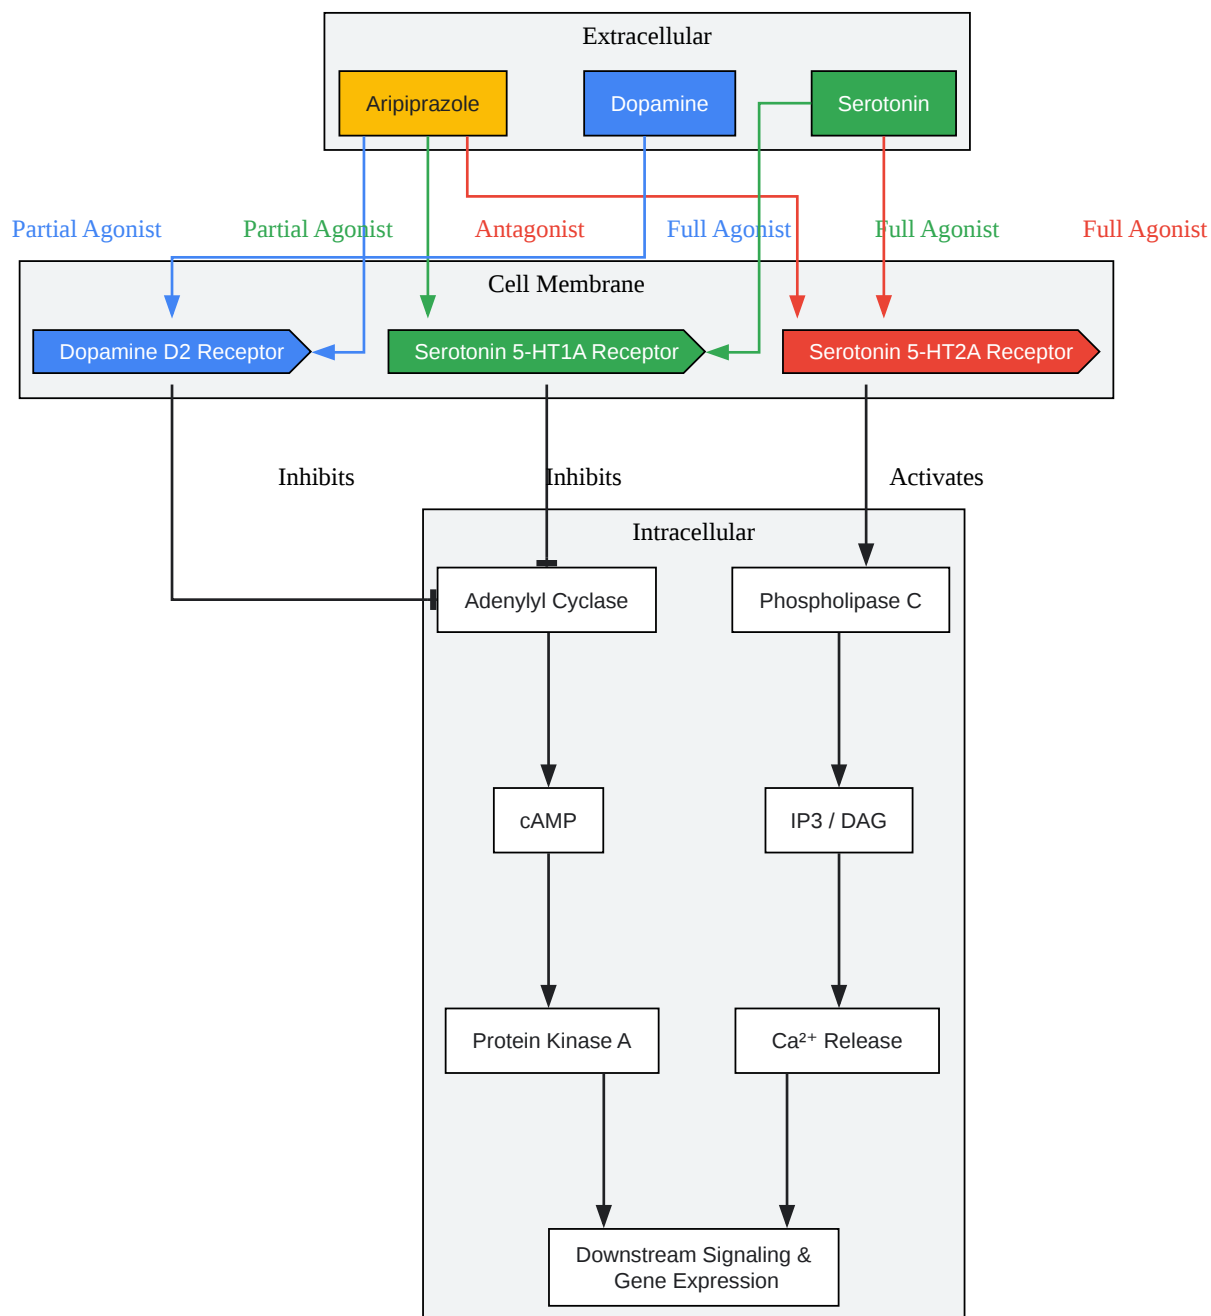 Extracellular
Aripiprazole
Dopamine
Serotonin
Partial Agonist
Partial Agonist
Antagonist
Full Agonist
Full Agonist
Full Agonist
Cell Membrane
Dopamine D2 Receptor
Serotonin 5-HT1A Receptor
Serotonin 5-HT2A Receptor
Inhibits
Inhibits
Activates
Intracellular
Adenylyl Cyclase
Phospholipase C
cAMP
IP3 / DAG
Protein Kinase A
Ca²⁺ Release
Downstream Signaling &
Gene Expression